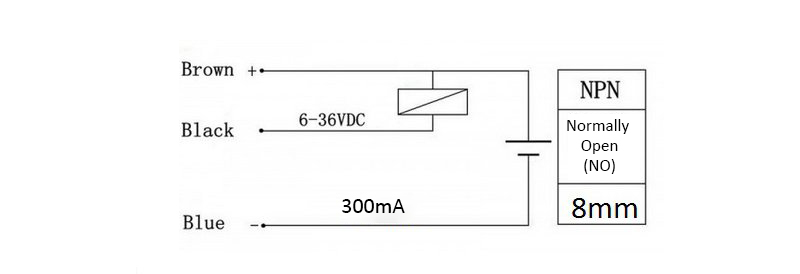 Brown +
NPN
6-36VDC
Black
Normally
Open
(NO)
300mA
8mm
Blue -